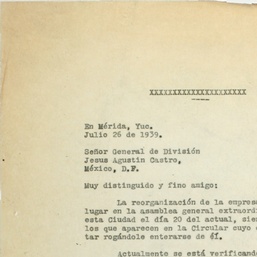 XXXXXXXXXXXXXXXXXXXXX
En Mérida, Yuc.
Julio 26 de 1939.
Señor General de División
Jesus Agustin Castro,
México, D.F.
Muy distinguido y fino amigo:
La reorganización de la empresa
lugar en la asamblea general extraordi
esta Ciudad el día 20 del actual, sien
los que aparecen en la Circular cuyo e
tar rogándole enterarse de él.
Actualmente se está verificando